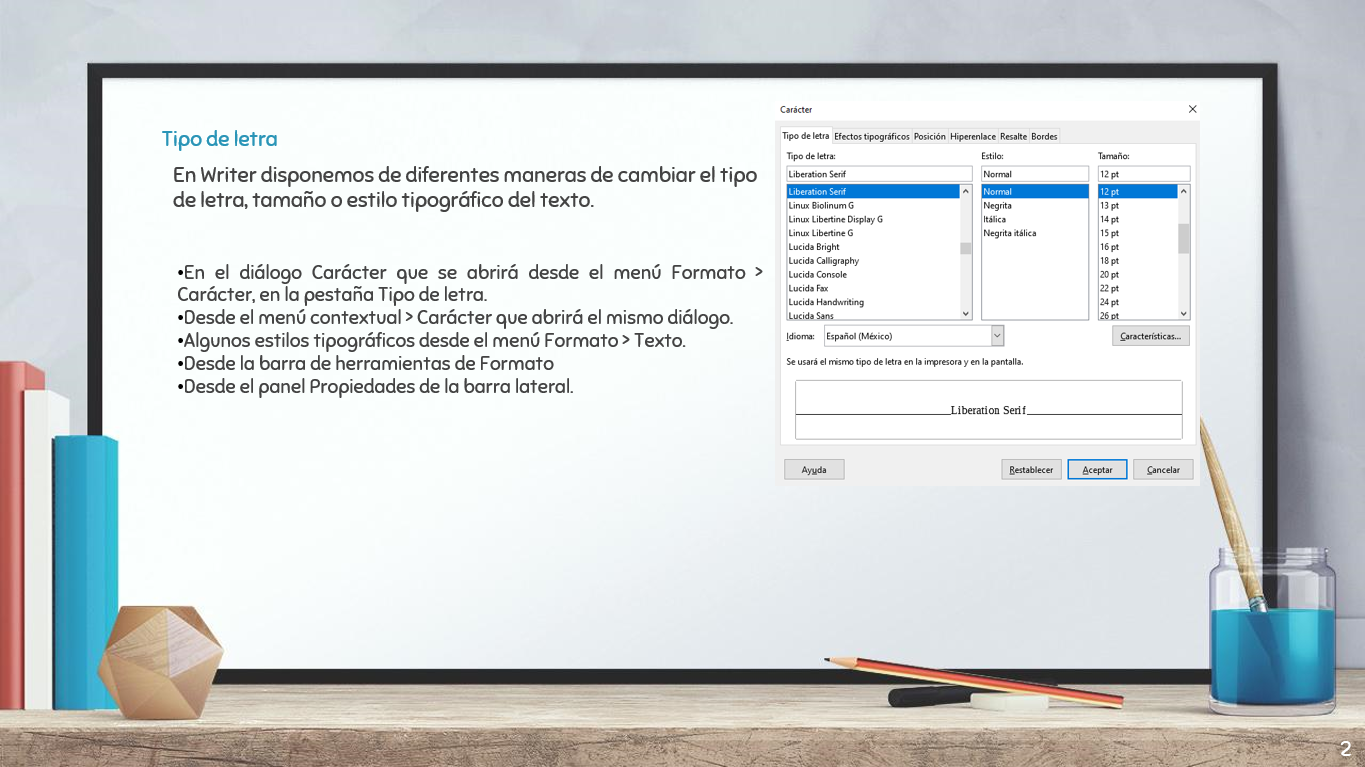 Tipo de letra
En Writer disponemos de diferentes maneras de cambiar el tipo
de letra, tamaño o estilo tipográfico del texto.
•En el diálogo Carácter que se abrirá desde el menú Formato >
Carácter, en la pestaña Tipo de letra.
•Desde el menú contextual > Carácter que abrirá el mismo diálogo.
•Algunos estilos tipográficos desde el menú Formato > Texto.
•Desde la barra de herramientas de Formato
•Desde el panel Propiedades de la barra lateral.
Carácter
Tipo de letra Efectos tipográficos Posición Hiperenlace Resalte Bordes
Tipo de letra: Estilo: Tamaño:
Liberation Serif Normal 12 pt
Liberation Serif Normal 12 pt
Linux Biolinum G Negrita 13 pt
Linux Libertine Display G Itálica 14 pt
Linux Libertine G Negrita itálica 15 pt
Lucida Bright 16 pt
Lucida Calligraphy 18 pt
Lucida Console 20 pt
Lucida Fax 22 pt
Lucida Handwriting 24 pt
Lucida Sans 26 pt
Idioma: Español (México) Características...
Se usará el mismo tipo de letra en la impresora y en la pantalla.
Liberation Serif
Ayuda Restablecer Aceptar Cancelar
2